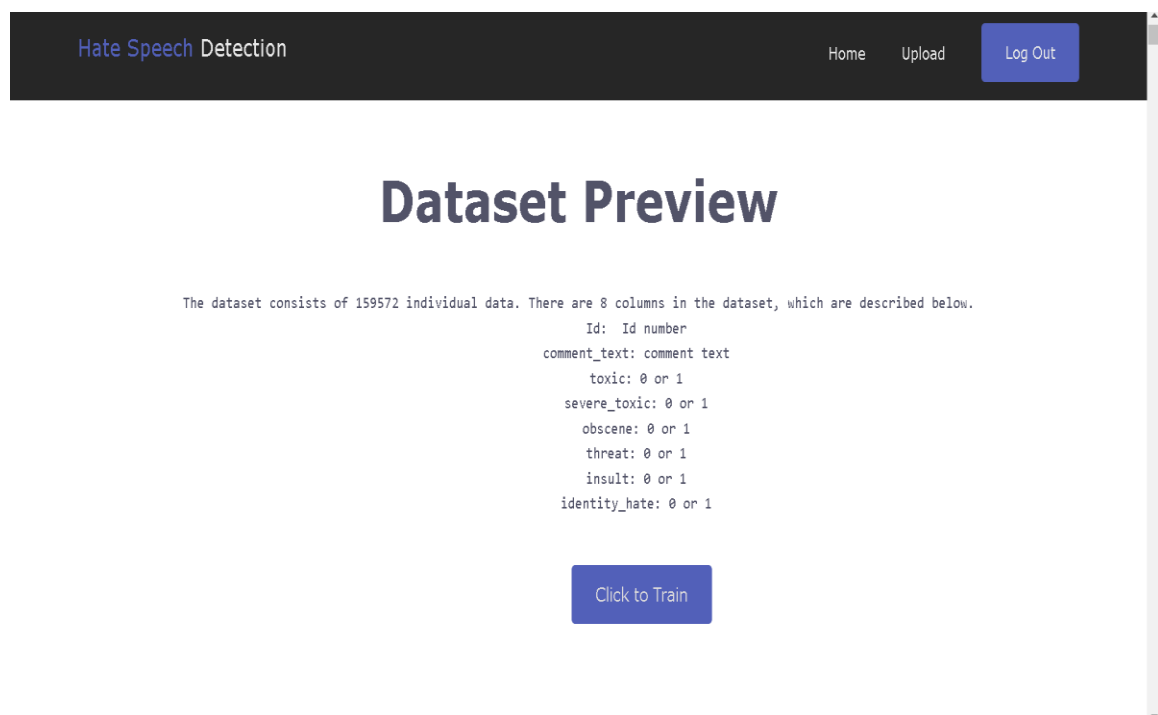 Hate Speech Detection
Home Upload Log Out
Dataset Preview
The dataset consists of 159572 individual data. There are 8 columns in the dataset, which are described below.
Id: Id number
comment_text: comment text
toxic: 0 or 1
severe_toxic: 0 or 1
obscene: 0 or 1
threat: 0 or 1
insult: 0 or 1
identity_hate: 0 or 1
Click to Train